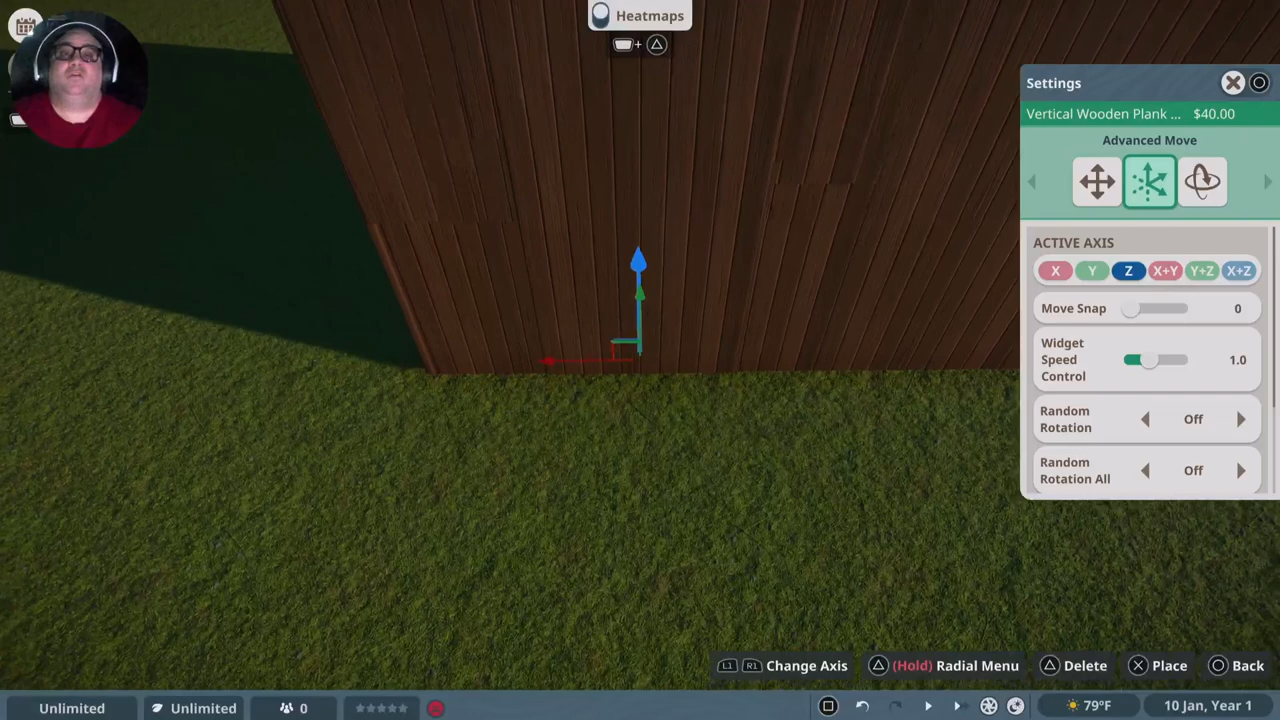 Heatmaps
+
Settings
Vertical Wooden Plank ... $40.00
Advanced Move
ACTIVE AXIS
X Y Z X+Y Y+Z X+Z
Move Snap 0
Widget
Speed 1.0
Control
Random
Rotation Off
Random
Rotation All Off
L1 R1 Change Axis (Hold) Radial Menu Delete Place Back
Unlimited Unlimited 0 79°F 10 Jan, Year 1